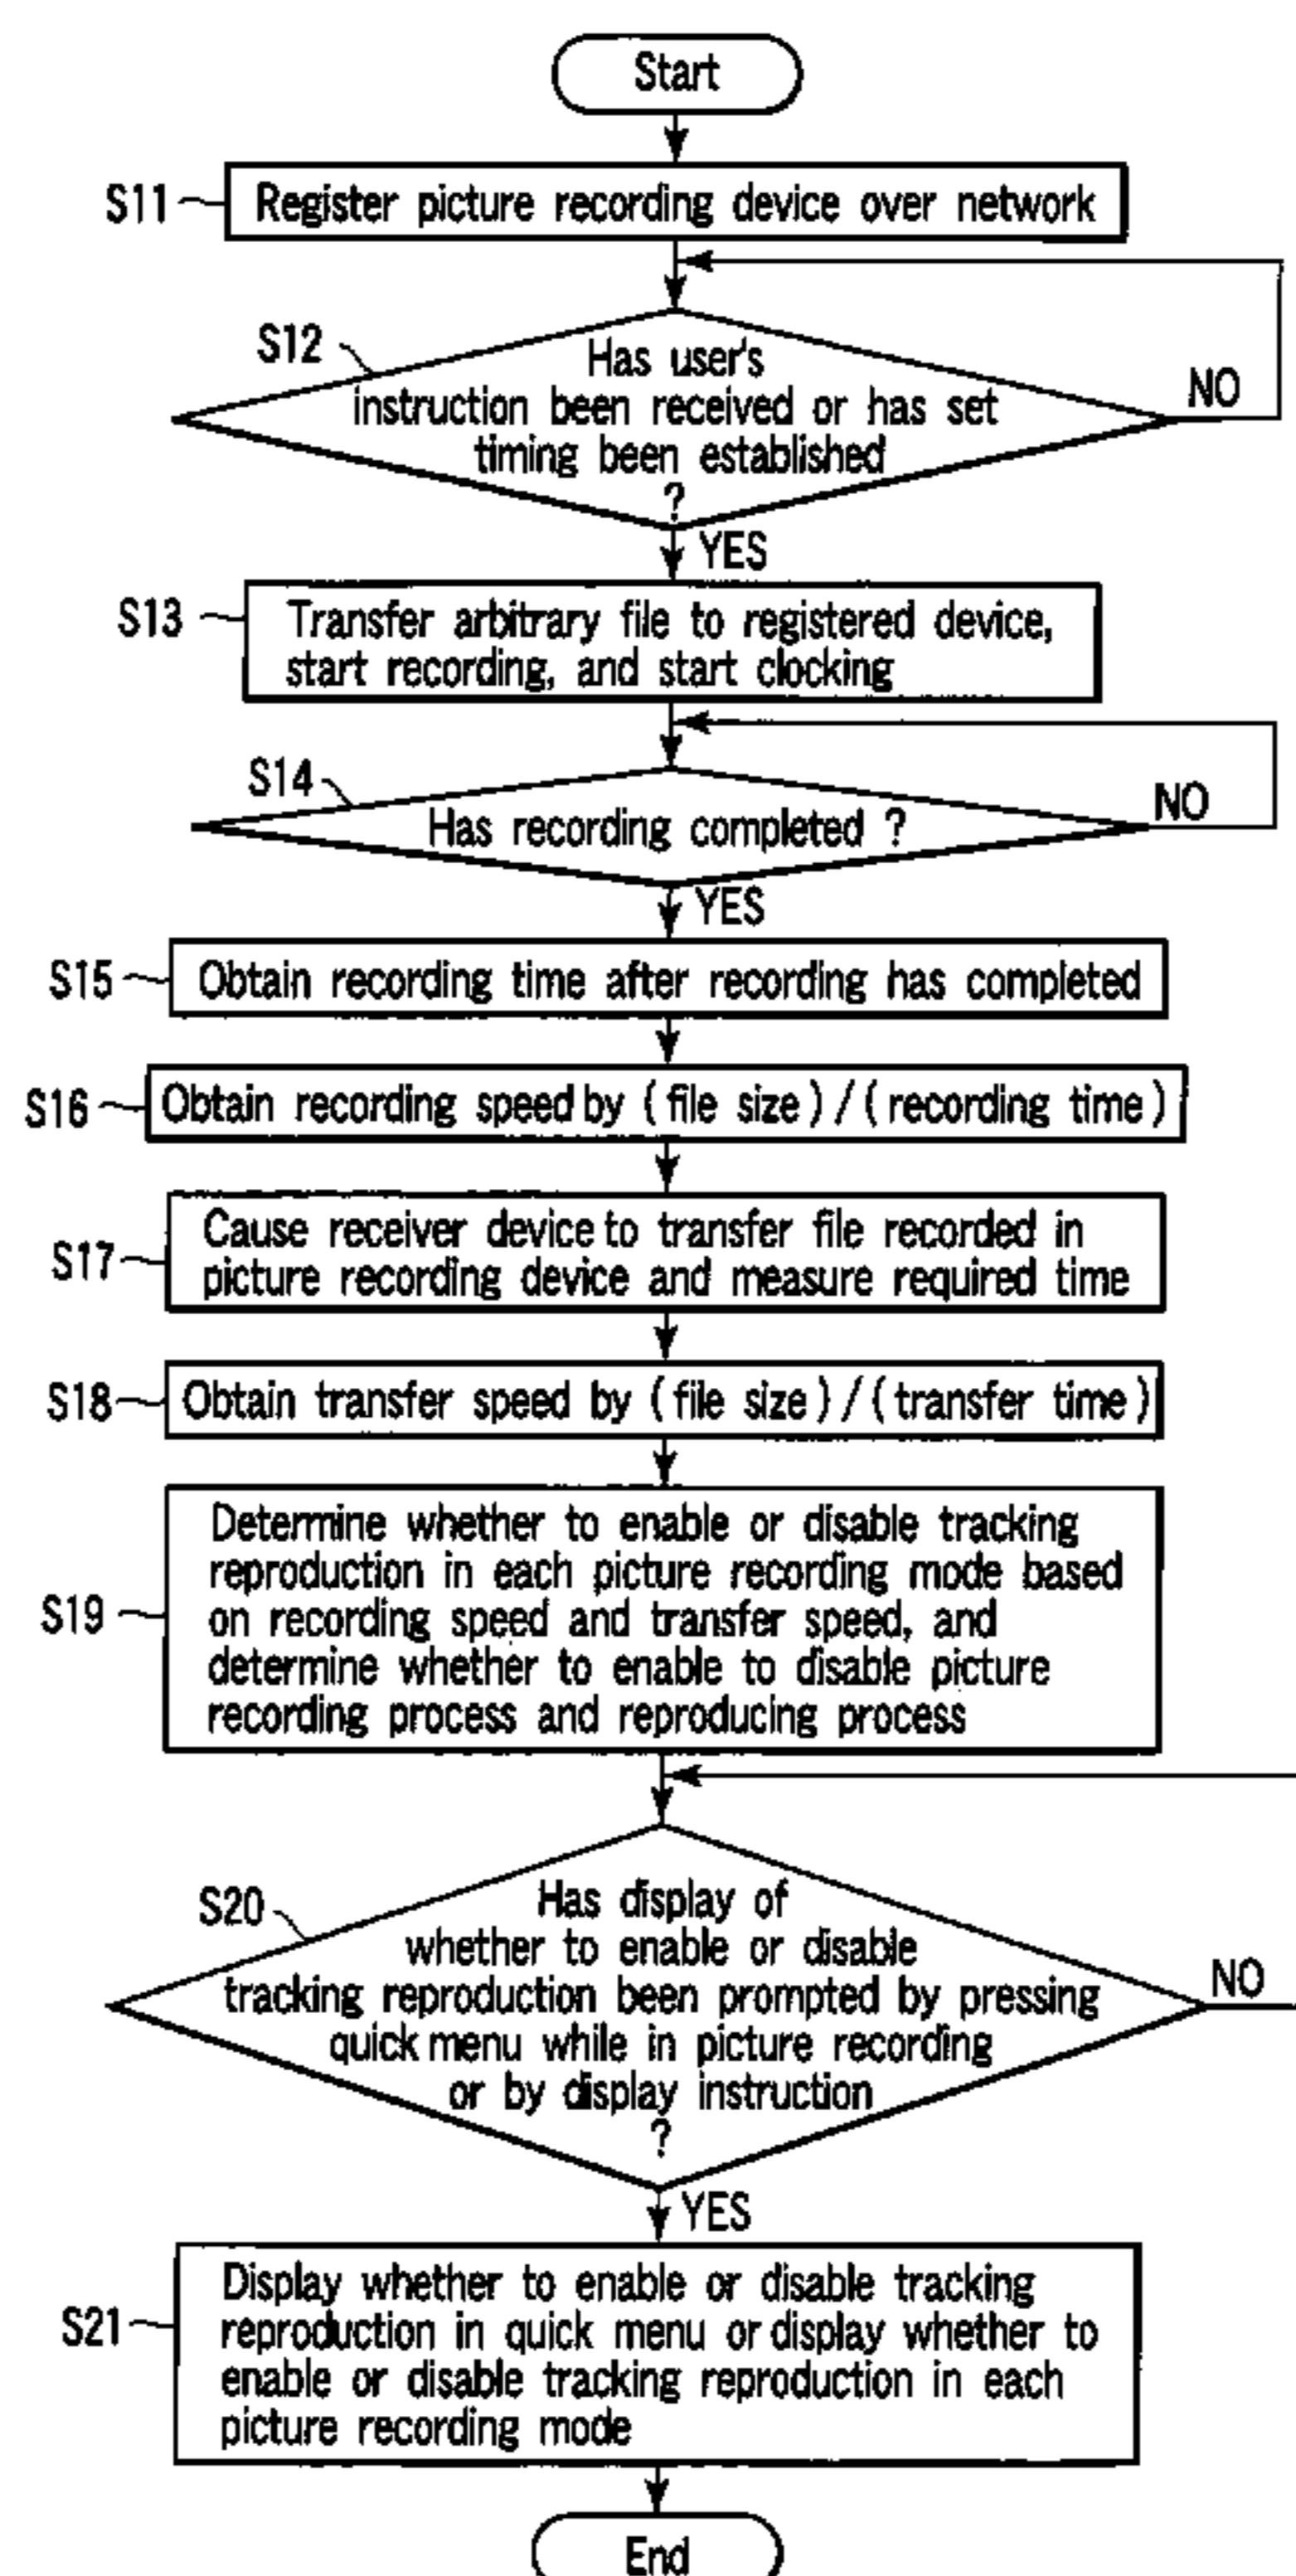 Start
S11
Register picture recording device over network
S12
Has user's
instruction been received or has set
timing been established
?
NO
YES
S13
Transfer arbitrary file to registered device,
start recording, and start clocking
S14
Has recording completed ?
NO
YES
S15
Obtain recording time after recording has completed
S16
Obtain recording speed by (file size)/(recording time)
S17
Cause receiver device to transfer file recorded in
picture recording device and measure required time
S18
Obtain transfer speed by (file size)/(transfer time)
S19
Determine whether to enable or disable tracking
reproduction in each picture recording mode based
on recording speed and transfer speed, and
determine whether to enable to disable picture
recording process and reproducing process
S20
Has display of
whether to enable or disable
tracking reproduction been prompted by pressing
quick menu while in picture recording
or by display instruction
?
NO
YES
S21
Display whether to enable or disable tracking
reproduction in quick menu or display whether to
enable or disable tracking reproduction in each
picture recording mode
End